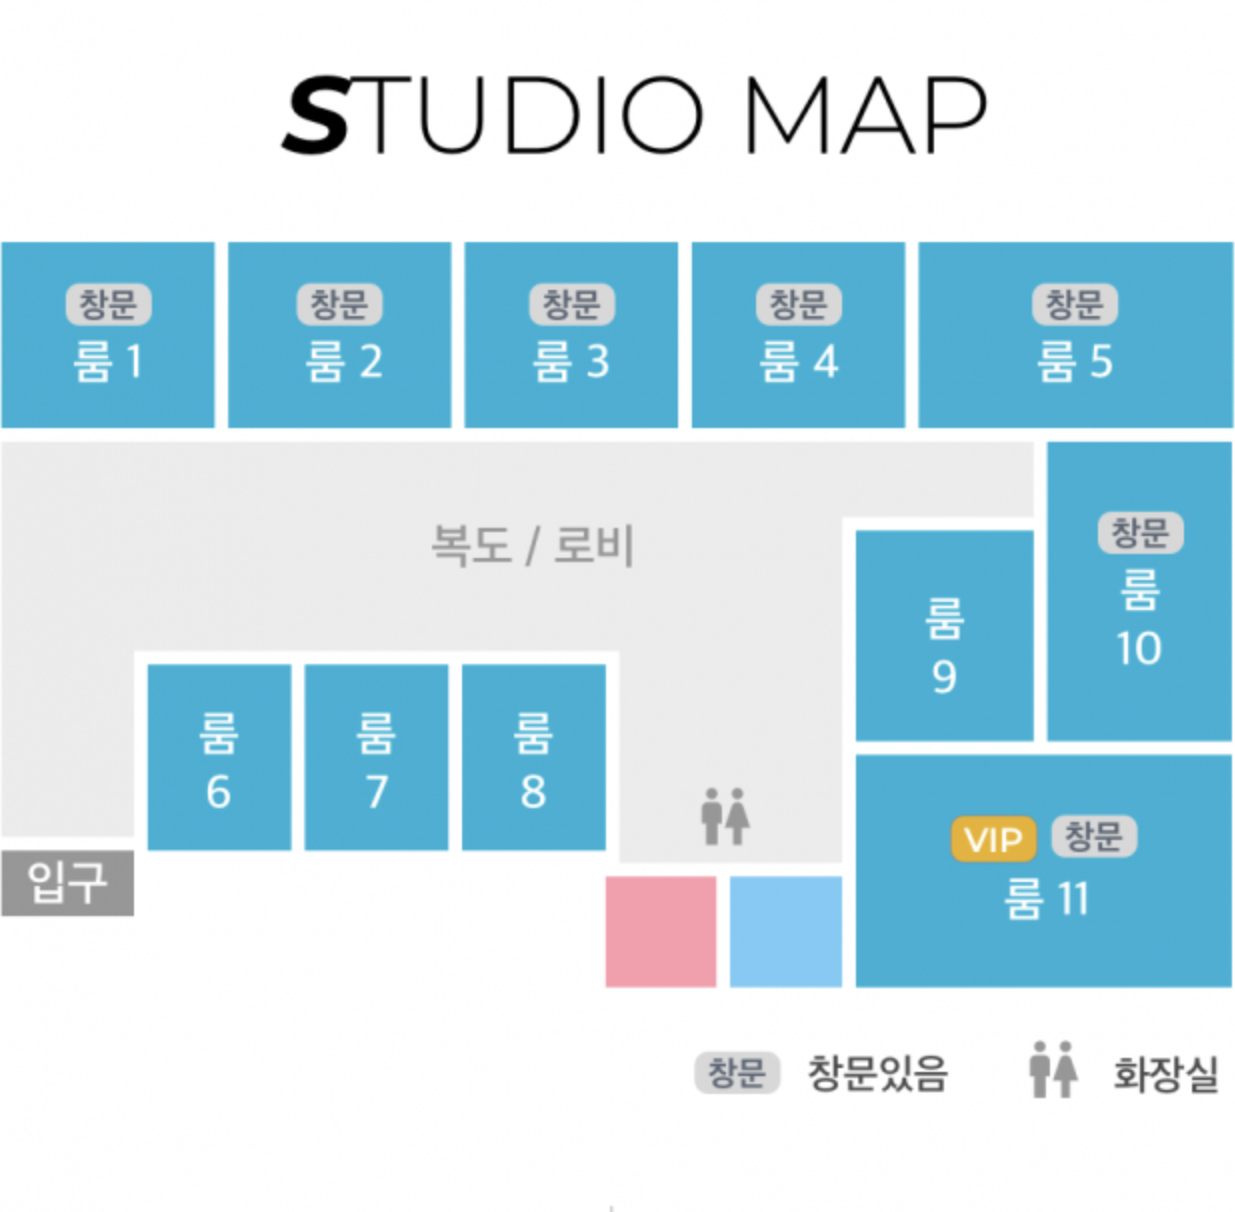 STUDIO MAP
창문
룸 1
창문
룸 2
창문
룸 3
창문
룸 4
창문
룸 5
복도 / 로비
창문
룸
10
룸
9
룸
6
룸
7
룸
8
입구
VIP 창문
룸 11
창문 창문있음 화장실